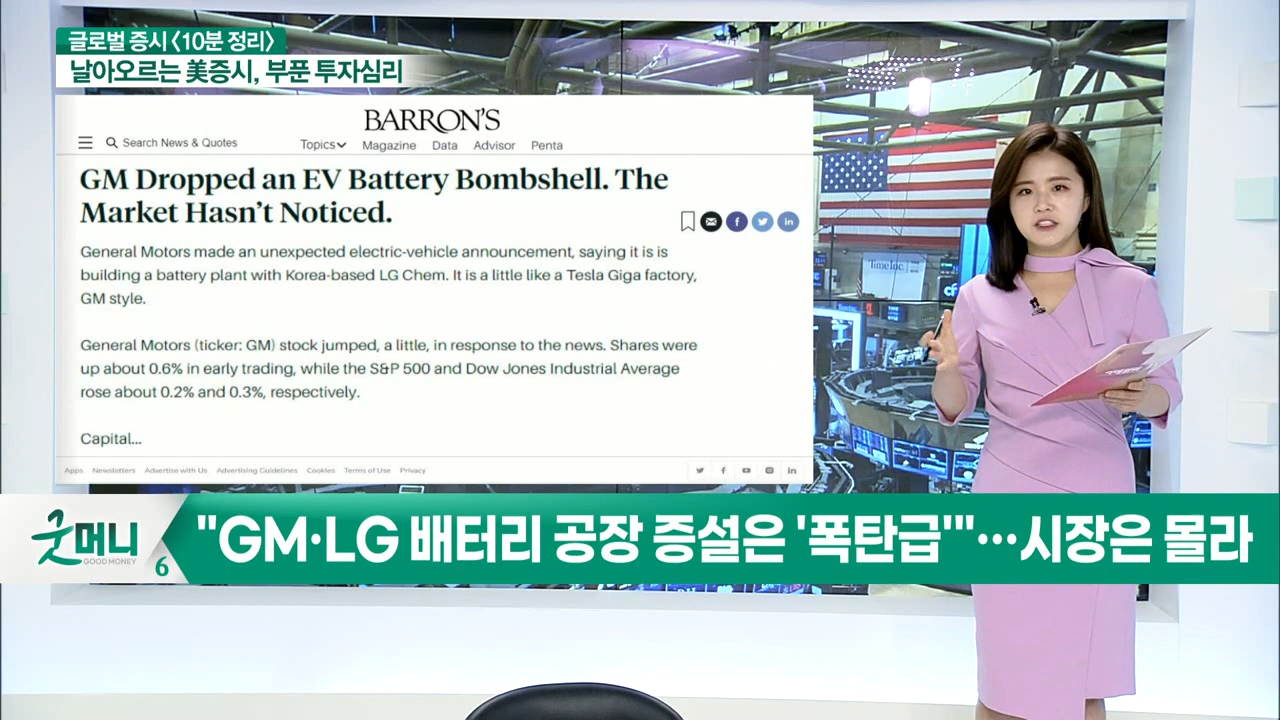 글로벌 증시 <10분 정리>
날아오르는 美증시, 부푼 투자심리
BARRON'S
Search News & Quotes
Topics Magazine Data Advisor Penta
GM Dropped an EV Battery Bombshell. The
Market Hasn't Noticed.
General Motors made an unexpected electric-vehicle announcement, saying it is is
building a battery plant with Korea-based LG Chem. It is a little like a Tesla Giga factory,
GM style.
General Motors (ticker: GM) stock jumped, a little, in response to the news. Shares were
up about 0.6% in early trading, while the S&P 500 and Dow Jones Industrial Average
rose about 0.2% and 0.3%, respectively.
Capital...
Apps Newsletters Advertise with Us Advertising Guidelines Cookies Terms of Use Privacy
TimeInc
굿머니
GOOD MONEY
6
"GM·LG 배터리 공장 증설은 '폭탄급'"…시장은 몰라